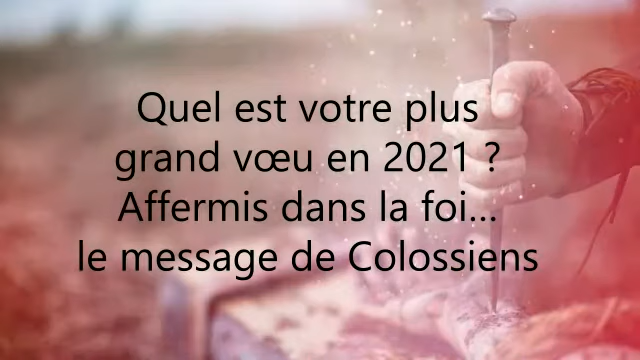 Quel est votre plus
grand vœu en 2021 ?
Affermis dans la foi...
le message de Colossiens